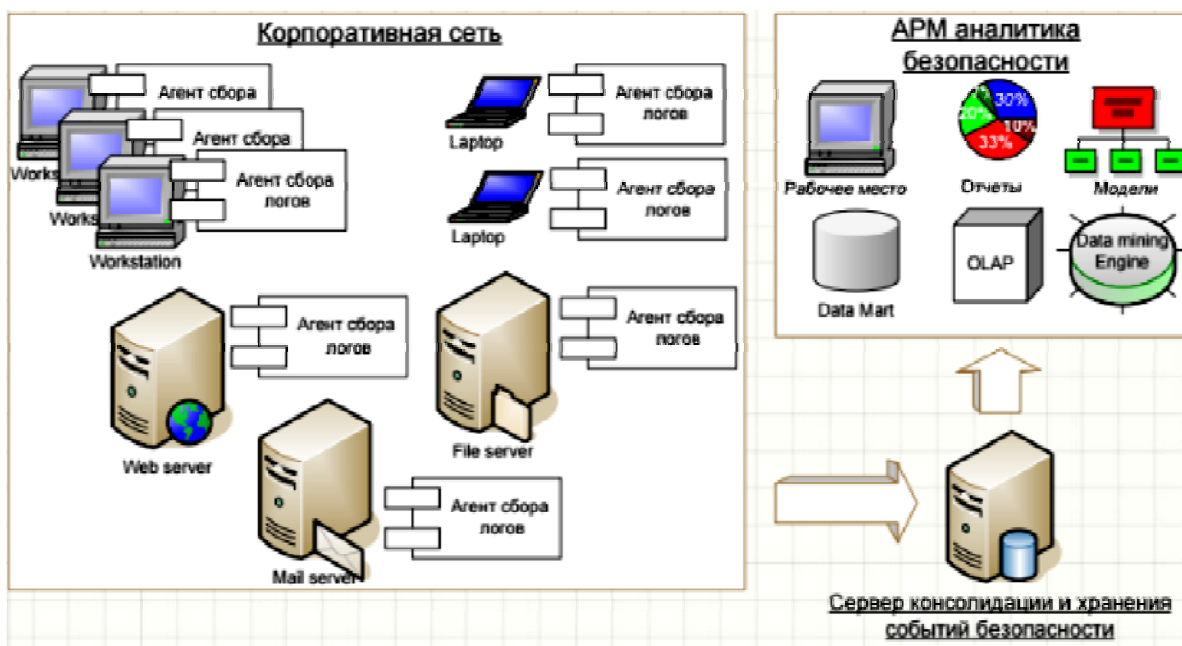 Корпоративная сеть
Агент сбора
Works
Агент сбора
Works
Агент сбора
логов
Workstation
Агент сбора
логов
Laptop
Агент сбора
логов
Laptop
Агент сбора
логов
Web server
Агент сбора
логов
File server
Агент сбора
логов
Mail server
АРМ аналитика
безопасности
30%
20%
10%
33%
Рабочее место
Отчеты
Модели
Data Mart
OLAP
Data mining
Engine
Сервер консолидации и хранения
событий безопасности